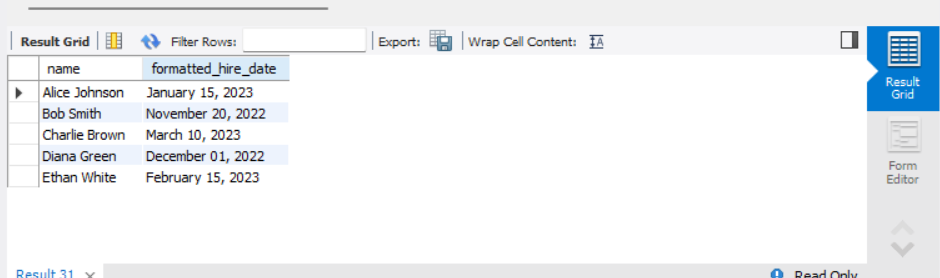 Result Grid Filter Rows: Export: Wrap Cell Content:
name formatted_hire_date
Alice Johnson January 15, 2023
Bob Smith November 20, 2022
Charlie Brown March 10, 2023
Diana Green December 01, 2022
Ethan White February 15, 2023
Result
Grid
Form
Editor
Result 31 × Read Only